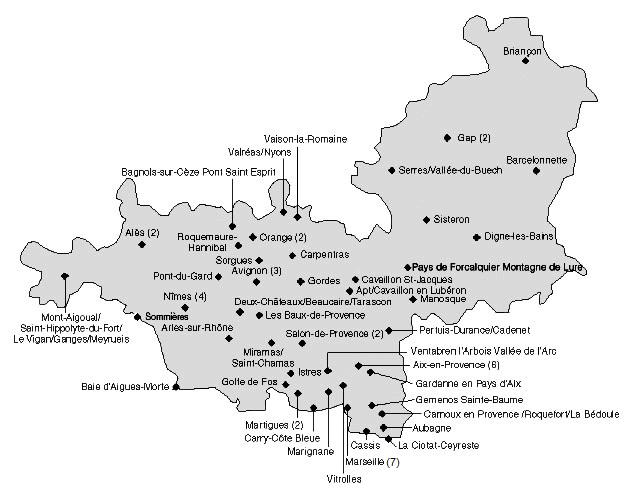 Briançon
Gap (2)
Barcelonnette
Serres/Vallée-du-Buech
Vaison-la-Romaine
Valréas/Nyons
Bagnols-sur-Cèze Pont Saint Esprit
Sisteron
Digne-les-Bains
Alès (2)
Roquemaure-
Hannibal
Orange (2)
Carpentras
Sorgues
Avignon (3)
Pays de Forcalquier Montagne de Lure
Pont-du-Gard
Gordes
Cavaillon St-Jacques
Apt/Cavaillon en Lubéron
Manosque
Nîmes (4)
Deux-Châteaux/Beaucaire/Tarascon
Mont-Aigoual/
Saint-Hippolyte-du-Fort/
Le Vigan/Ganges/Meyrueis
Sommières
Les Baux-de-Provence
Arles-sur-Rhône
Salon-de-Provence (2)
Pertuis-Durance/Cadenet
Miramas/
Saint-Chamas
Ventabren l'Arbois Vallée de l'Arc
Istres
Aix-en-Provence (6)
Golfe de Fos
Gardanne en Pays d'Aix
Baie d'Aigues-Morte
Gemenos Sainte-Baume
Carnoux en Provence /Roquefort/La Bédoule
Martigues (2)
Aubagne
Carry-Côte Bleue
Cassis
La Ciotat-Ceyreste
Marignane
Marseille (7)
Vitrolles